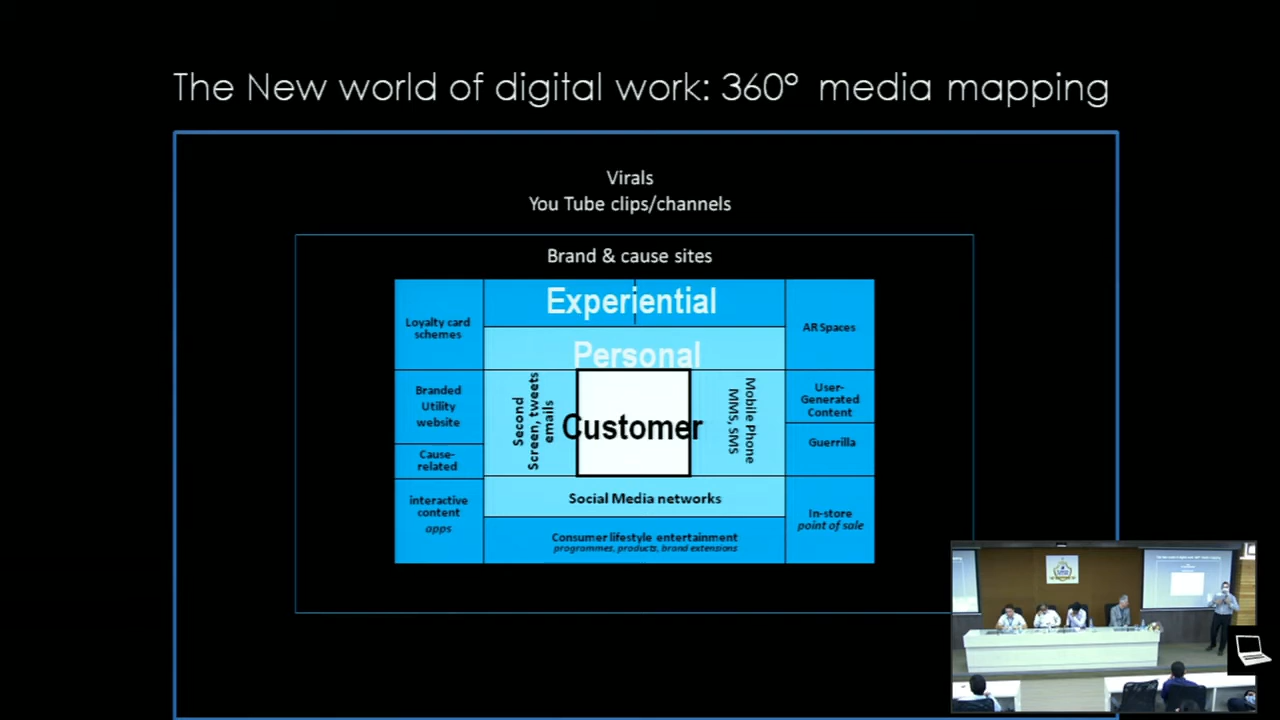 The New world of digital work: 360° media mapping
Virals
You Tube clips/channels
Brand & cause sites
Experiential
Loyalty card
schemes
AR Spaces
Personal
Branded
Utility
website
Second
Screen, tweets
emails
Customer
Mobile Phone
MMS, SMS
User-
Generated
Content
Guerrilla
Cause-
related
interactive
content
apps
Social Media networks
In-store
point of sale
Consumer lifestyle entertainment
programmes, products, brand extensions